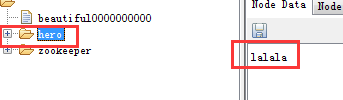 beautiful0000000000
hero
zookeeper
Node Data
Node
lalala